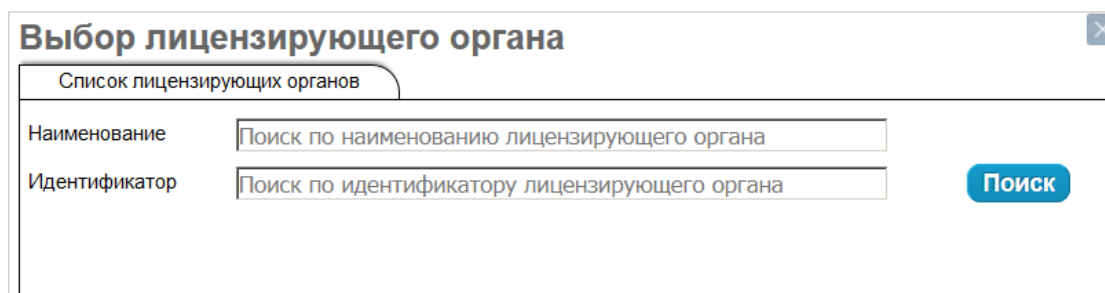 Выбор лицензирующего органа
Список лицензирующих органов
Наименование
Поиск по наименованию лицензирующего органа
Идентификатор
Поиск по идентификатору лицензирующего органа
Поиск